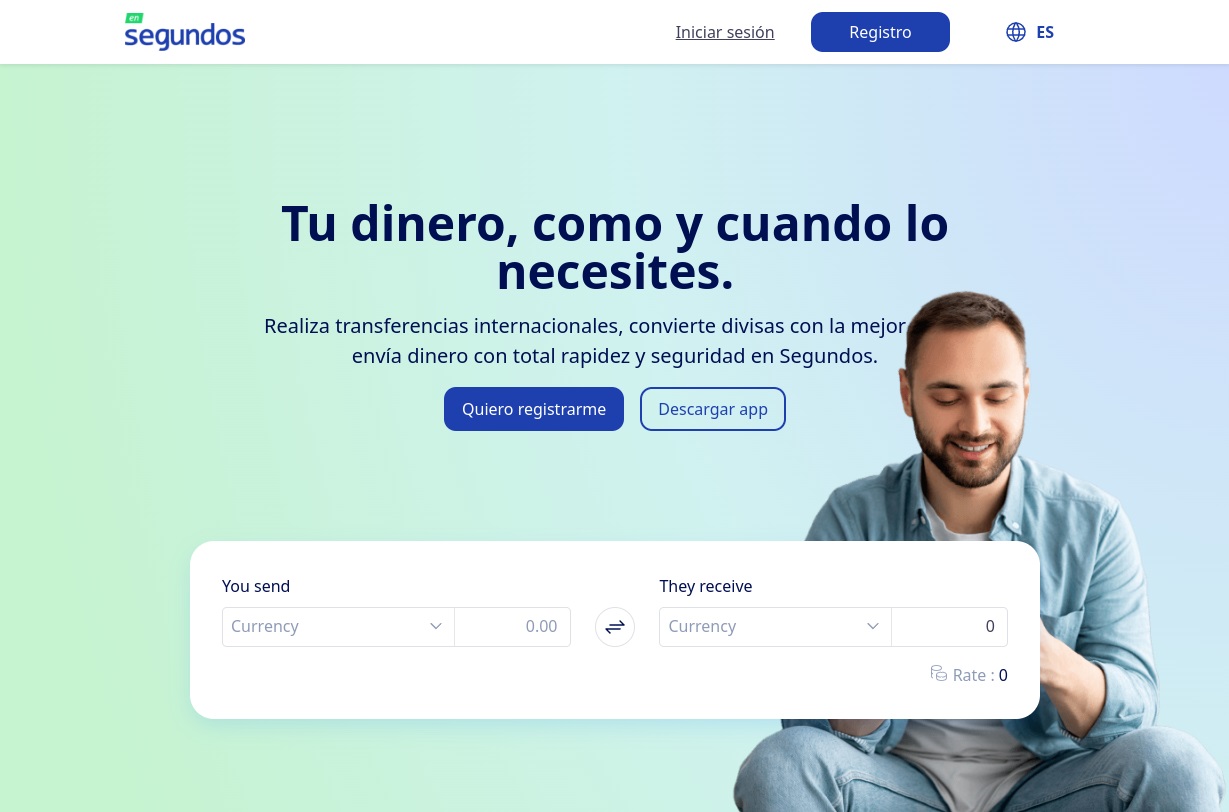 en
segundos
Iniciar sesión
Registro
ES
Tu dinero, como y cuando lo
necesites.
Realiza transferencias internacionales, convierte divisas con la mejor
envía dinero con total rapidez y seguridad en Segundos.
Quiero registrarme
Descargar app
You send
They receive
Currency
0.00
Currency
0
Rate : 0